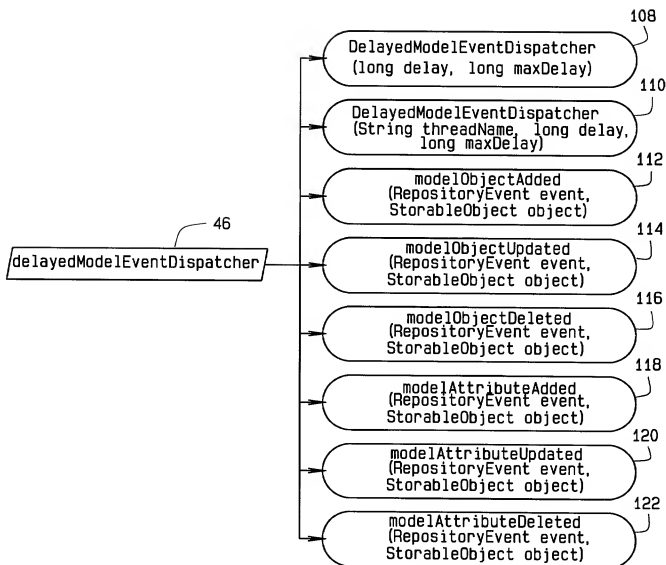 108
DelayedModelEventDispatcher
(long delay, long maxDelay)
110
DelayedModelEventDispatcher
(String threadName, long delay,
long maxDelay)
112
modelObjectAdded
(RepositoryEvent event,
StorableObject object)
46
114
delayedModelEventDispatcher
modelObjectUpdated
(RepositoryEvent event,
StorableObject object)
116
modelObjectDeleted
(RepositoryEvent event,
StorableObject object)
118
modelAttributeAdded
(RepositoryEvent event,
StorableObject object)
120
modelAttributeUpdated
(RepositoryEvent event,
StorableObject object)
122
modelAttributeDeleted
(RepositoryEvent event,
StorableObject object)